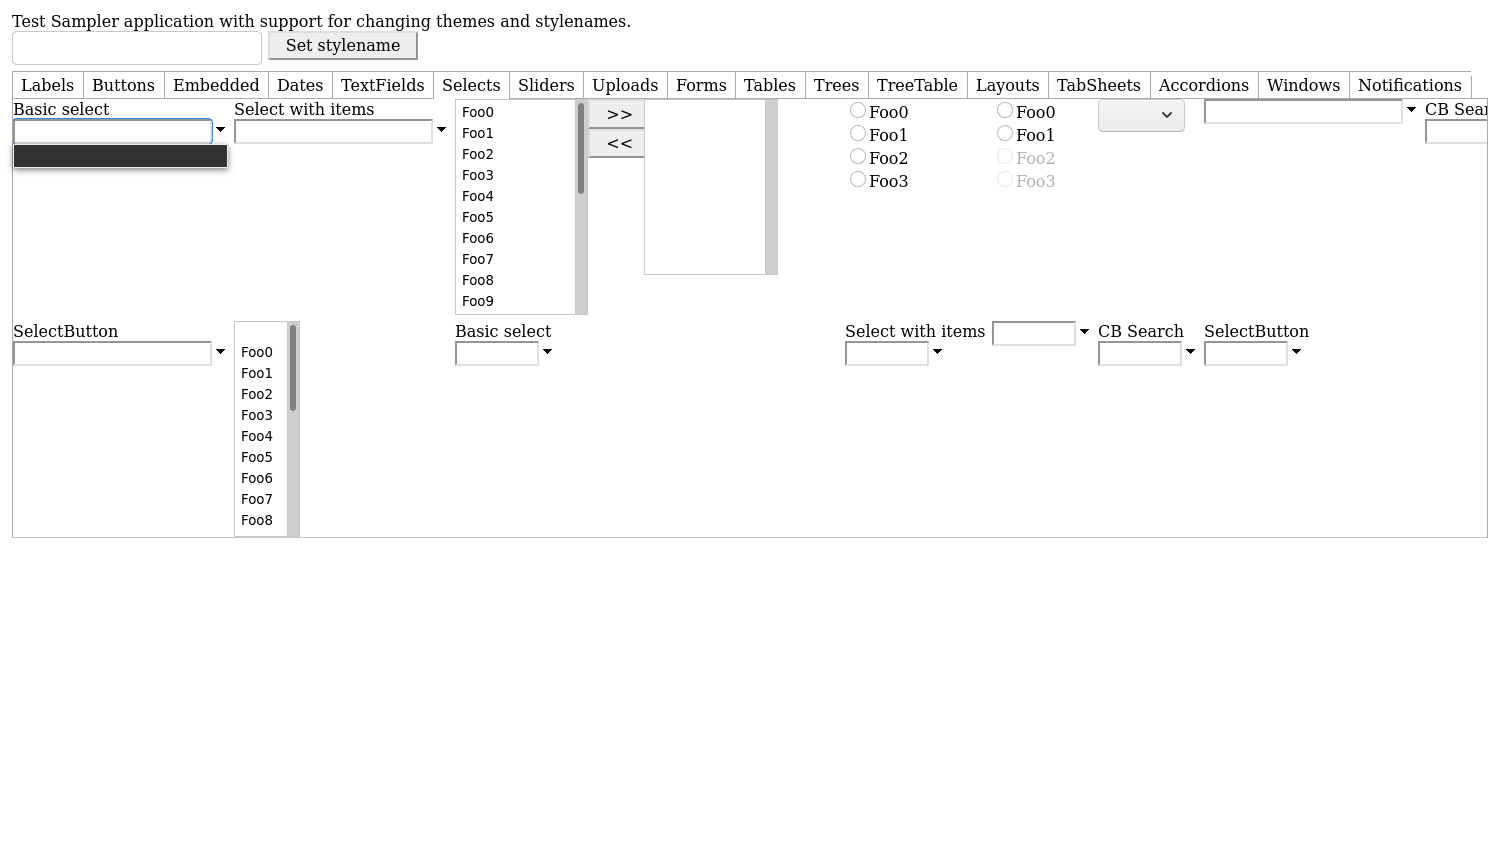 Test Sampler application with support for changing themes and stylenames.
Set stylename
Labels Buttons Embedded Dates TextFields Selects Sliders Uploads Forms Tables Trees TreeTable Layouts TabSheets Accordions Windows Notifications
Basic select
Select with items
Foo0
Foo1
Foo2
Foo3
Foo4
Foo5
Foo6
Foo7
Foo8
Foo9
>>
<<
Foo0
Foo1
Foo2
Foo3
Foo0
Foo1
Foo2
Foo3
CB Sear
SelectButton
Foo0
Foo1
Foo2
Foo3
Foo4
Foo5
Foo6
Foo7
Foo8
Basic select
Select with items
CB Search
SelectButton